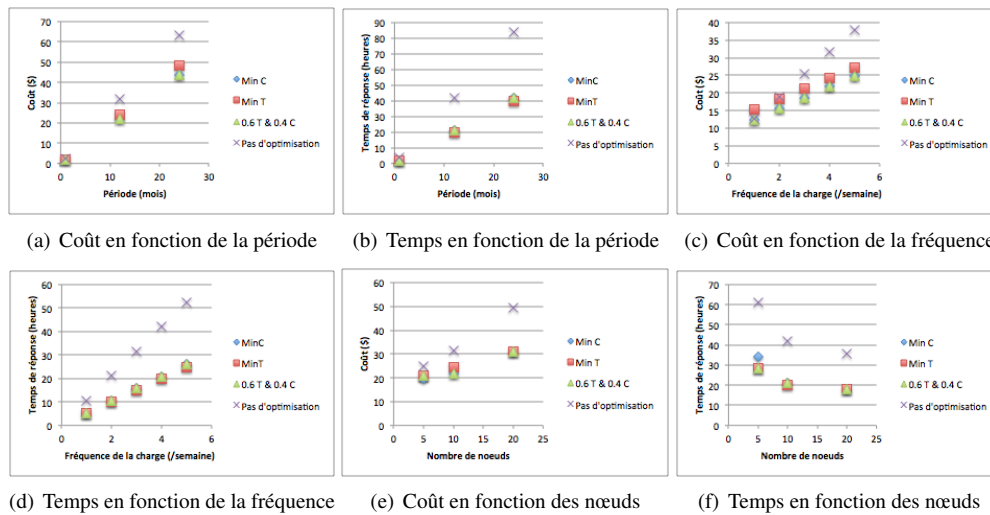 70
60
50
40
30
20
10
0
Coût ($)
0 10 20 30
Période (mois)
Min C
Min T
0.6 T & 0.4 C
Pas d'optimisation
(a) Coût en fonction de la période
90
80
70
60
50
40
30
20
10
0
Temps de réponse (heures)
0 10 20 30
Période (mois)
MinC
MinT
0.6 T & 0.4 C
Pas d'optimisation
(b) Temps en fonction de la période
40
35
30
25
20
15
10
5
0
Coût ($)
0 2 4 6
Fréquence de la charge (/semaine)
Min C
Min T
0.6 T & 0.4 C
Pas d'optimisation
(c) Coût en fonction de la fréquence
60
50
40
30
20
10
0
Temps de réponse (heures)
0 2 4 6
Fréquence de la charge (/semaine)
MinC
MinT
0.6 T & 0.4 C
Pas d'optimisation
(d) Temps en fonction de la fréquence
60
50
40
30
20
10
0
Coût ($)
0 5 10 15 20 25
Nombre de noeuds
Min C
Min T
0.6 T & 0.4 C
Pas d'optimisation
(e) Coût en fonction des nœuds
70
60
50
40
30
20
10
0
Temps de réponse (heures)
0 5 10 15 20 25
Nombre de noeuds
Min C
Min T
0.6 T & 0.4 C
Pas d'optimisation
(f) Temps en fonction des nœuds